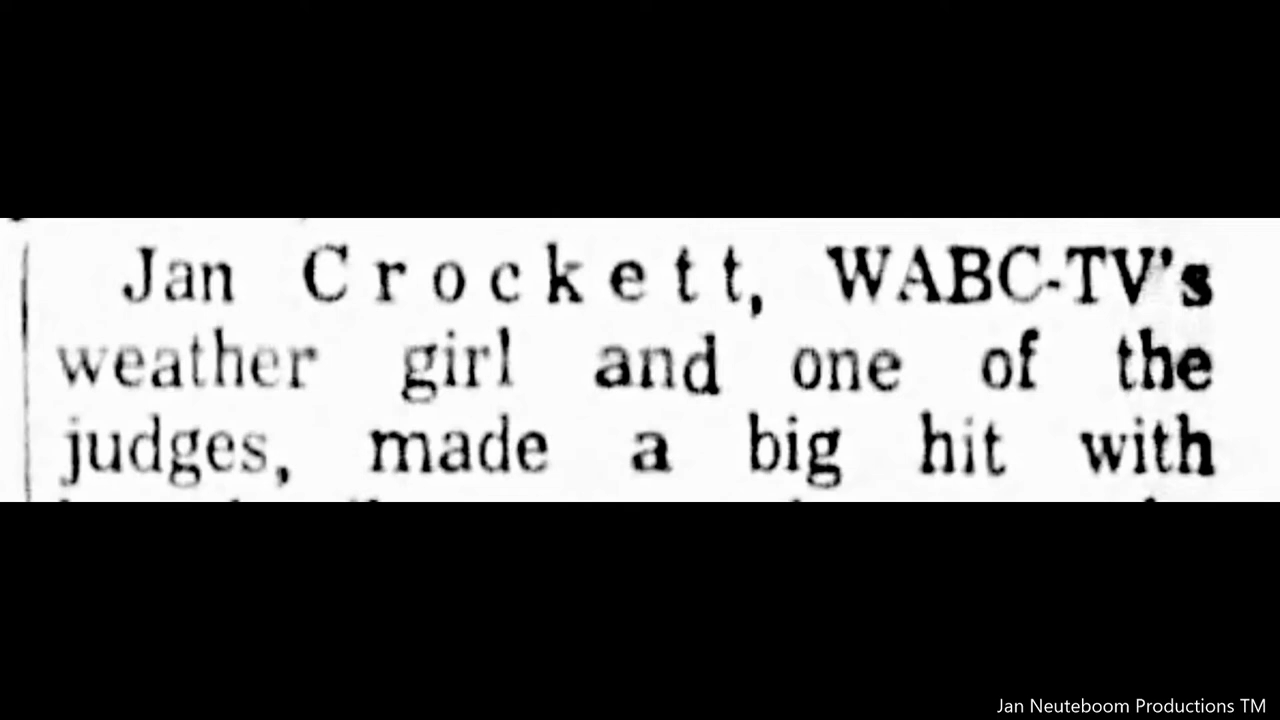 Jan Crockett, WABC-TV's
weather girl and one of the
judges, made a big hit with
Jan Neuteboom Productions TM